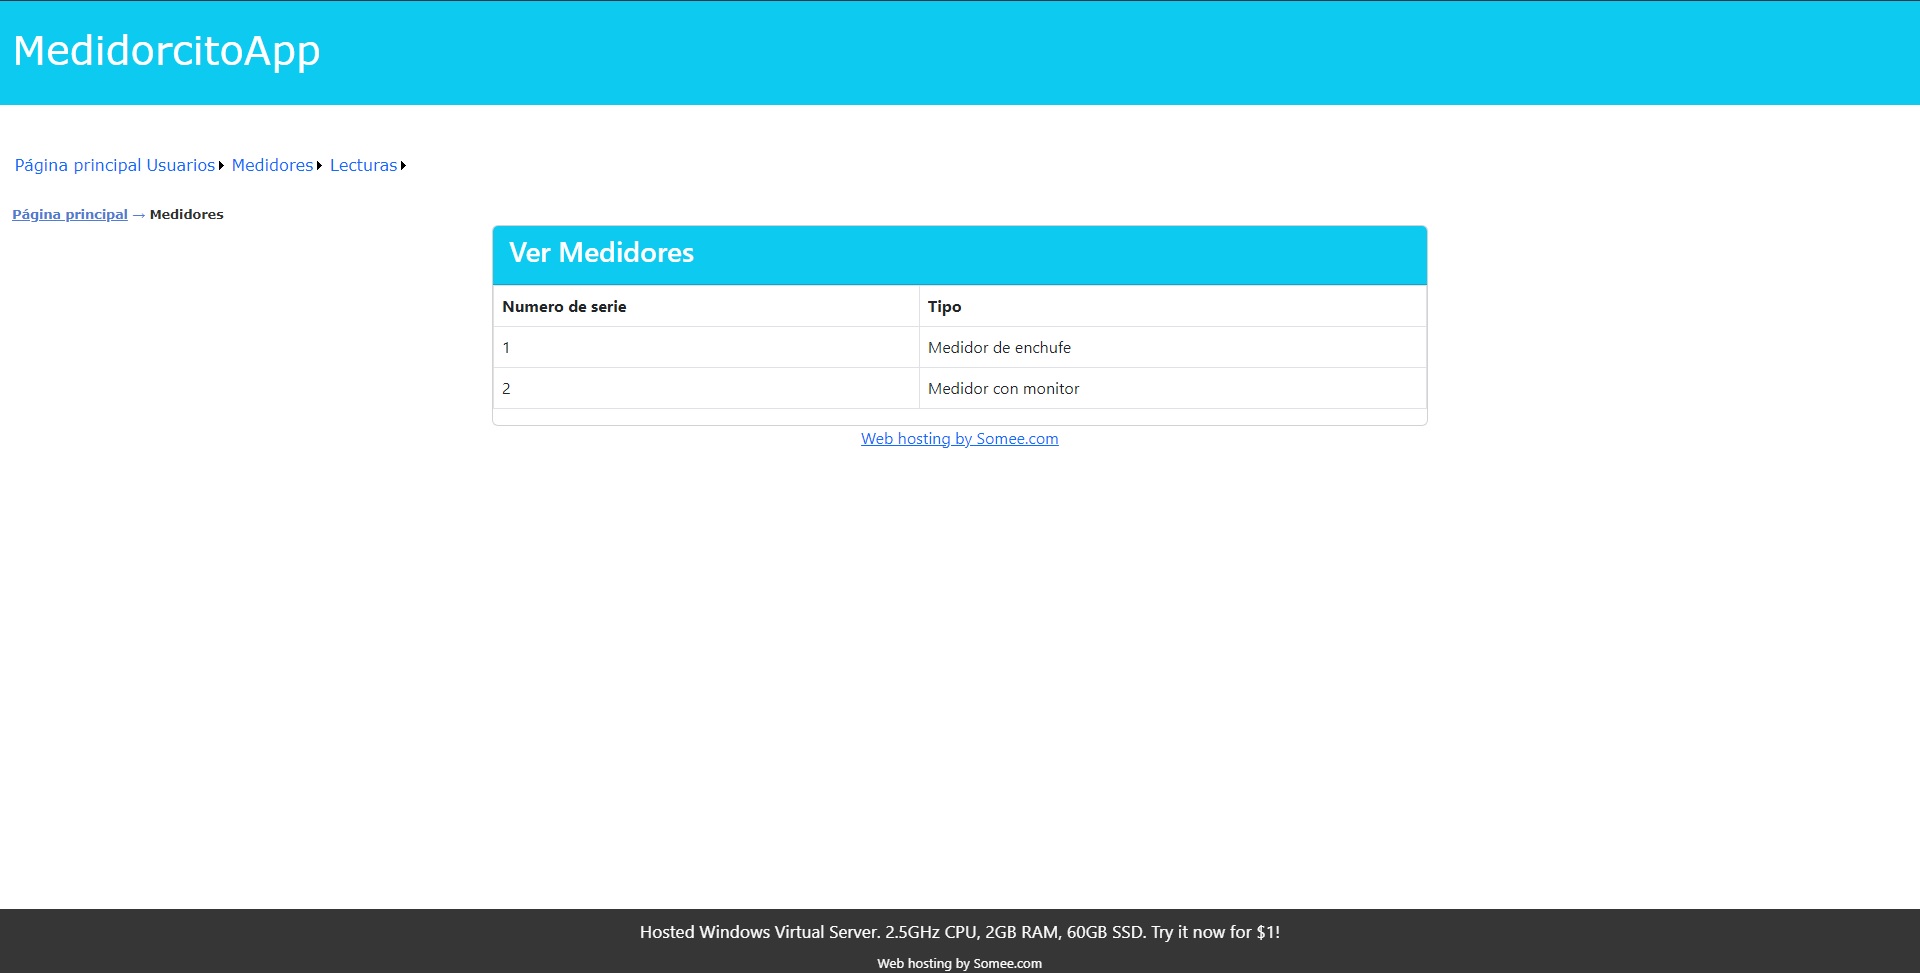 MedidorcitoApp
Página principal Usuarios Medidores Lecturas
Página principal → Medidores
Ver Medidores
Numero de serie Tipo
1 Medidor de enchufe
2 Medidor con monitor
Web hosting by Somee.com
Hosted Windows Virtual Server. 2.5GHz CPU, 2GB RAM, 60GB SSD. Try it now for $1!
Web hosting by Somee.com